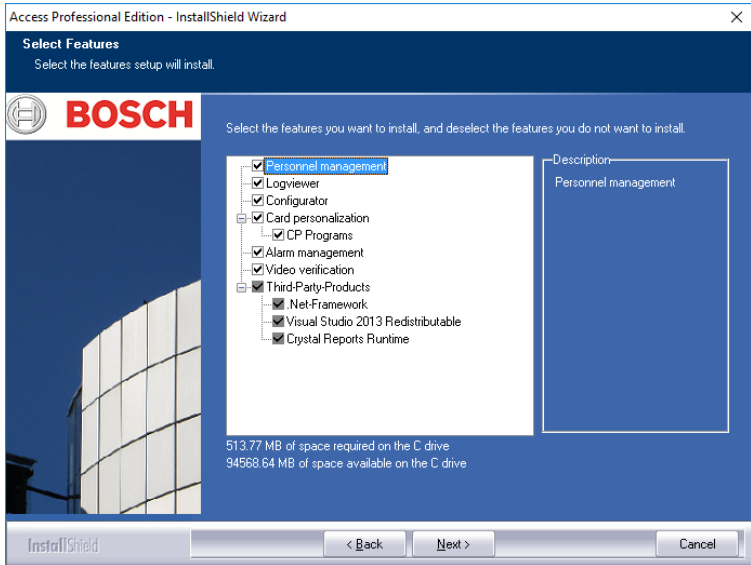 Access Professional Edition - InstallShield Wizard
Select Features
Select the features setup will install.
BOSCH
Select the features you want to install, and deselect the features you do not want to install.
Personnel management
Logviewer
Configurator
Card personalization
CP Programs
Alarm management
Video verification
Third-Party-Products
.Net-Framework
Visual Studio 2013 Redistributable
Crystal Reports Runtime
Description
Personnel management
513.77 MB of space required on the C drive
94568.64 MB of space available on the C drive
InstallShield
< Back
Next >
Cancel